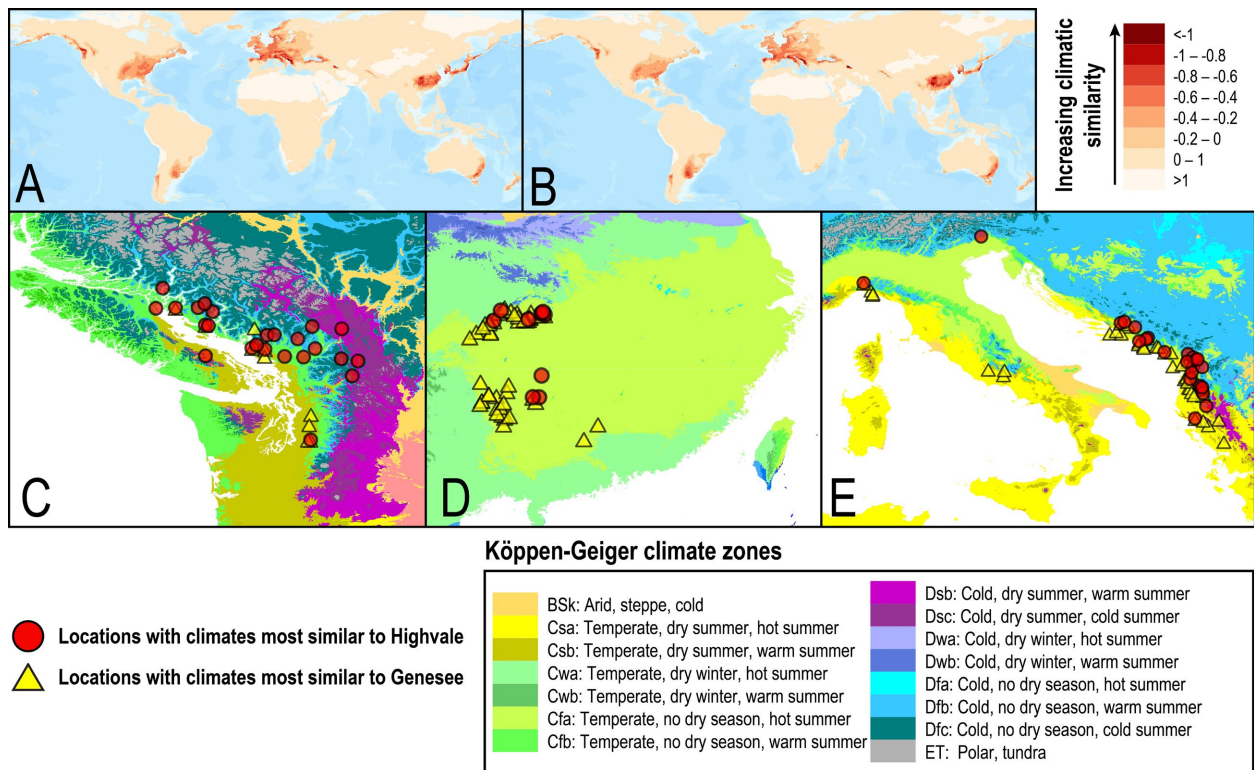 A
B
Increasing climatic
similarity
<-1
-1 – -0.8
-0.8 – -0.6
-0.6 – -0.4
-0.4 – -0.2
-0.2 – 0
0 – 1
>1
C
D
E
Köppen-Geiger climate zones
Locations with climates most similar to Highvale
Locations with climates most similar to Genesee
BSk: Arid, steppe, cold
Csa: Temperate, dry summer, hot summer
Csb: Temperate, dry summer, warm summer
Cwa: Temperate, dry winter, hot summer
Cwb: Temperate, dry winter, warm summer
Cfa: Temperate, no dry season, hot summer
Cfb: Temperate, no dry season, warm summer
Dsb: Cold, dry summer, warm summer
Dsc: Cold, dry summer, cold summer
Dwa: Cold, dry winter, hot summer
Dwb: Cold, dry winter, warm summer
Dfa: Cold, no dry season, hot summer
Dfb: Cold, no dry season, warm summer
Dfc: Cold, no dry season, cold summer
ET: Polar, tundra